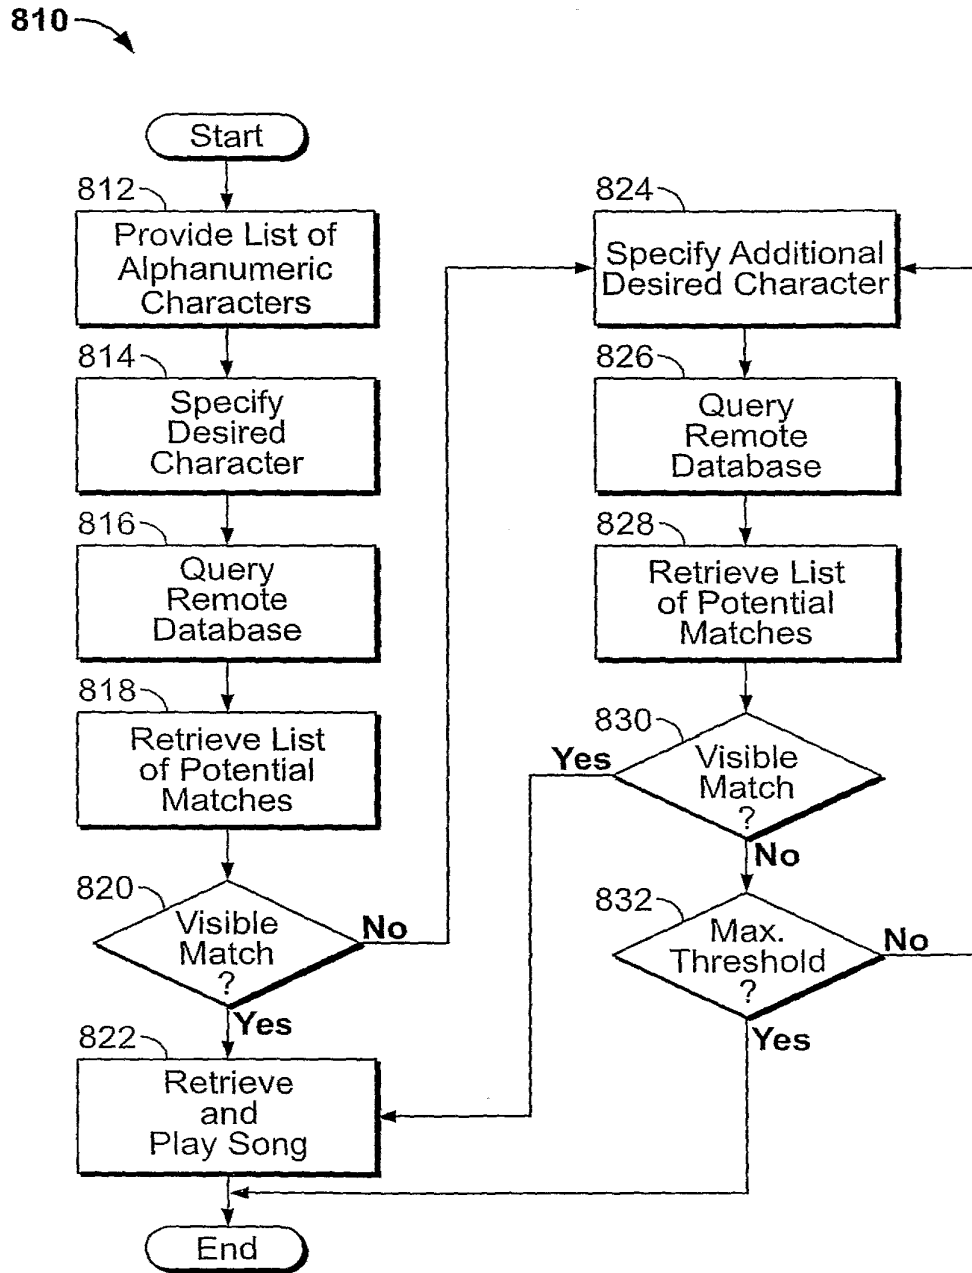 810
Start
812
Provide List of
Alphanumeric
Characters
814
Specify
Desired
Character
816
Query
Remote
Database
818
Retrieve List
of Potential
Matches
820
Visible
Match
?
No
Yes
822
Retrieve
and
Play Song
End
824
Specify Additional
Desired Character
826
Query
Remote
Database
828
Retrieve List
of Potential
Matches
830
Yes
Visible
Match
?
No
832
Max.
Threshold
?
No
Yes